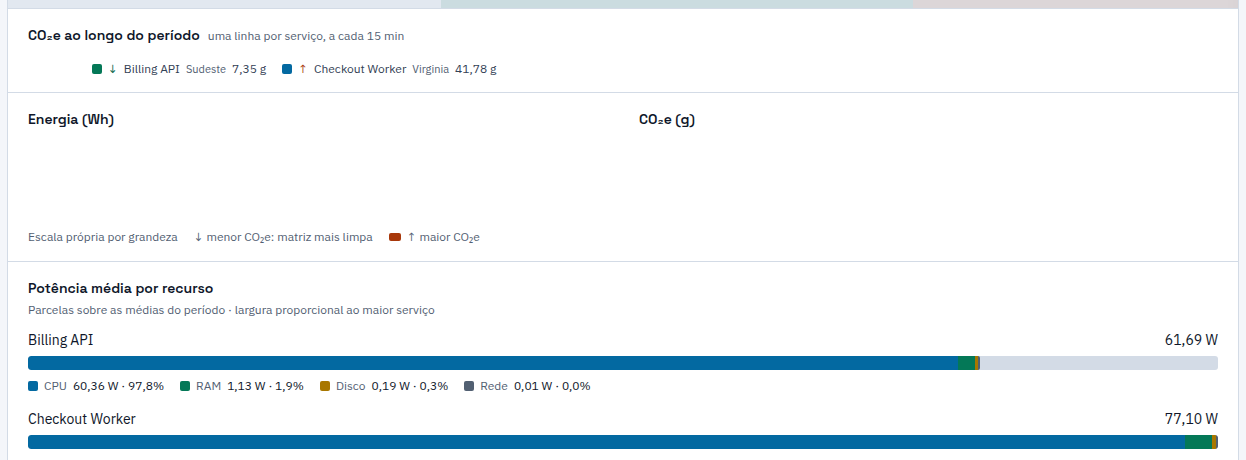 CO₂e ao longo do período uma linha por serviço, a cada 15 min
↓ Billing API Sudeste 7,35 g ↑ Checkout Worker Virginia 41,78 g
Energia (Wh) CO₂e (g)
Escala própria por grandeza ↓ menor CO₂e: matriz mais limpa ↑ maior CO₂e
Potência média por recurso
Parcelas sobre as médias do período · largura proporcional ao maior serviço
Billing API 61,69 W
CPU 60,36 W · 97,8% RAM 1,13 W · 1,9% Disco 0,19 W · 0,3% Rede 0,01 W · 0,0%
Checkout Worker 77,10 W